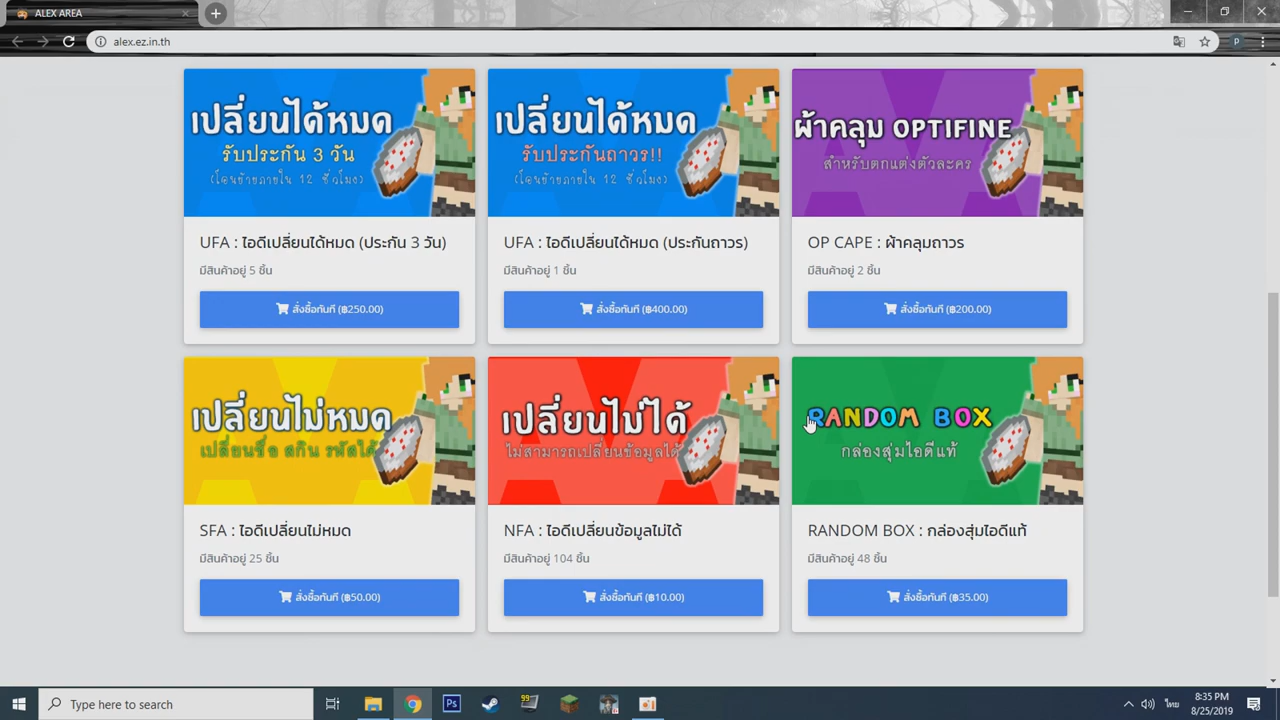 ALEX AREA
alex.ez.in.th
เปลี่ยนได้หมด
รับประกัน 3 วัน
(โอนย้ายภายใน 12 ชั่วโมง)
เปลี่ยนได้หมด
รับประกันถาวร!!
(โอนย้ายภายใน 12 ชั่วโมง)
ผ้าคลุม OPTIFINE
สำหรับตกแต่งตัวละคร
UFA : ไอดีเปลี่ยนได้หมด (ประกัน 3 วัน)
มีสินค้าอยู่ 5 ชิ้น
สั่งซื้อทันที (฿250.00)
UFA : ไอดีเปลี่ยนได้หมด (ประกันถาวร)
มีสินค้าอยู่ 1 ชิ้น
สั่งซื้อทันที (฿400.00)
OP CAPE : ผ้าคลุมถาวร
มีสินค้าอยู่ 2 ชิ้น
สั่งซื้อทันที (฿200.00)
เปลี่ยนไม่หมด
เปลี่ยนชื่อ สกิน รหัสได้
เปลี่ยนไม่ได้
ไม่สามารถเปลี่ยนข้อมูลได้
RANDOM BOX
กล่องสุ่มไอดีแท้
SFA : ไอดีเปลี่ยนไม่หมด
มีสินค้าอยู่ 25 ชิ้น
สั่งซื้อทันที (฿50.00)
NFA : ไอดีเปลี่ยนข้อมูลไม่ได้
มีสินค้าอยู่ 104 ชิ้น
สั่งซื้อทันที (฿10.00)
RANDOM BOX : กล่องสุ่มไอดีแท้
มีสินค้าอยู่ 48 ชิ้น
สั่งซื้อทันที (฿35.00)
Type here to search
Ps
99
ไทย
8:35 PM
8/25/2019